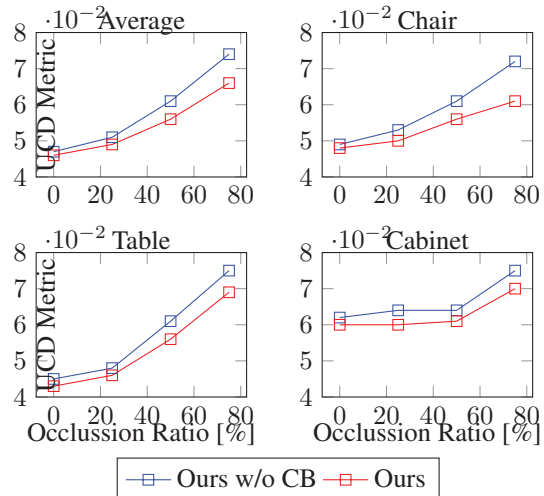 ·10⁻² Average
8
7
6
5
4
UCD Metric
0 20 40 60 80
·10⁻² Chair
8
7
6
5
4
0 20 40 60 80
·10⁻² Table
8
7
6
5
4
UCD Metric
0 20 40 60 80
Occlussion Ratio [%]
·10⁻² Cabinet
8
7
6
5
4
0 20 40 60 80
Occlussion Ratio [%]
Ours w/o CB Ours